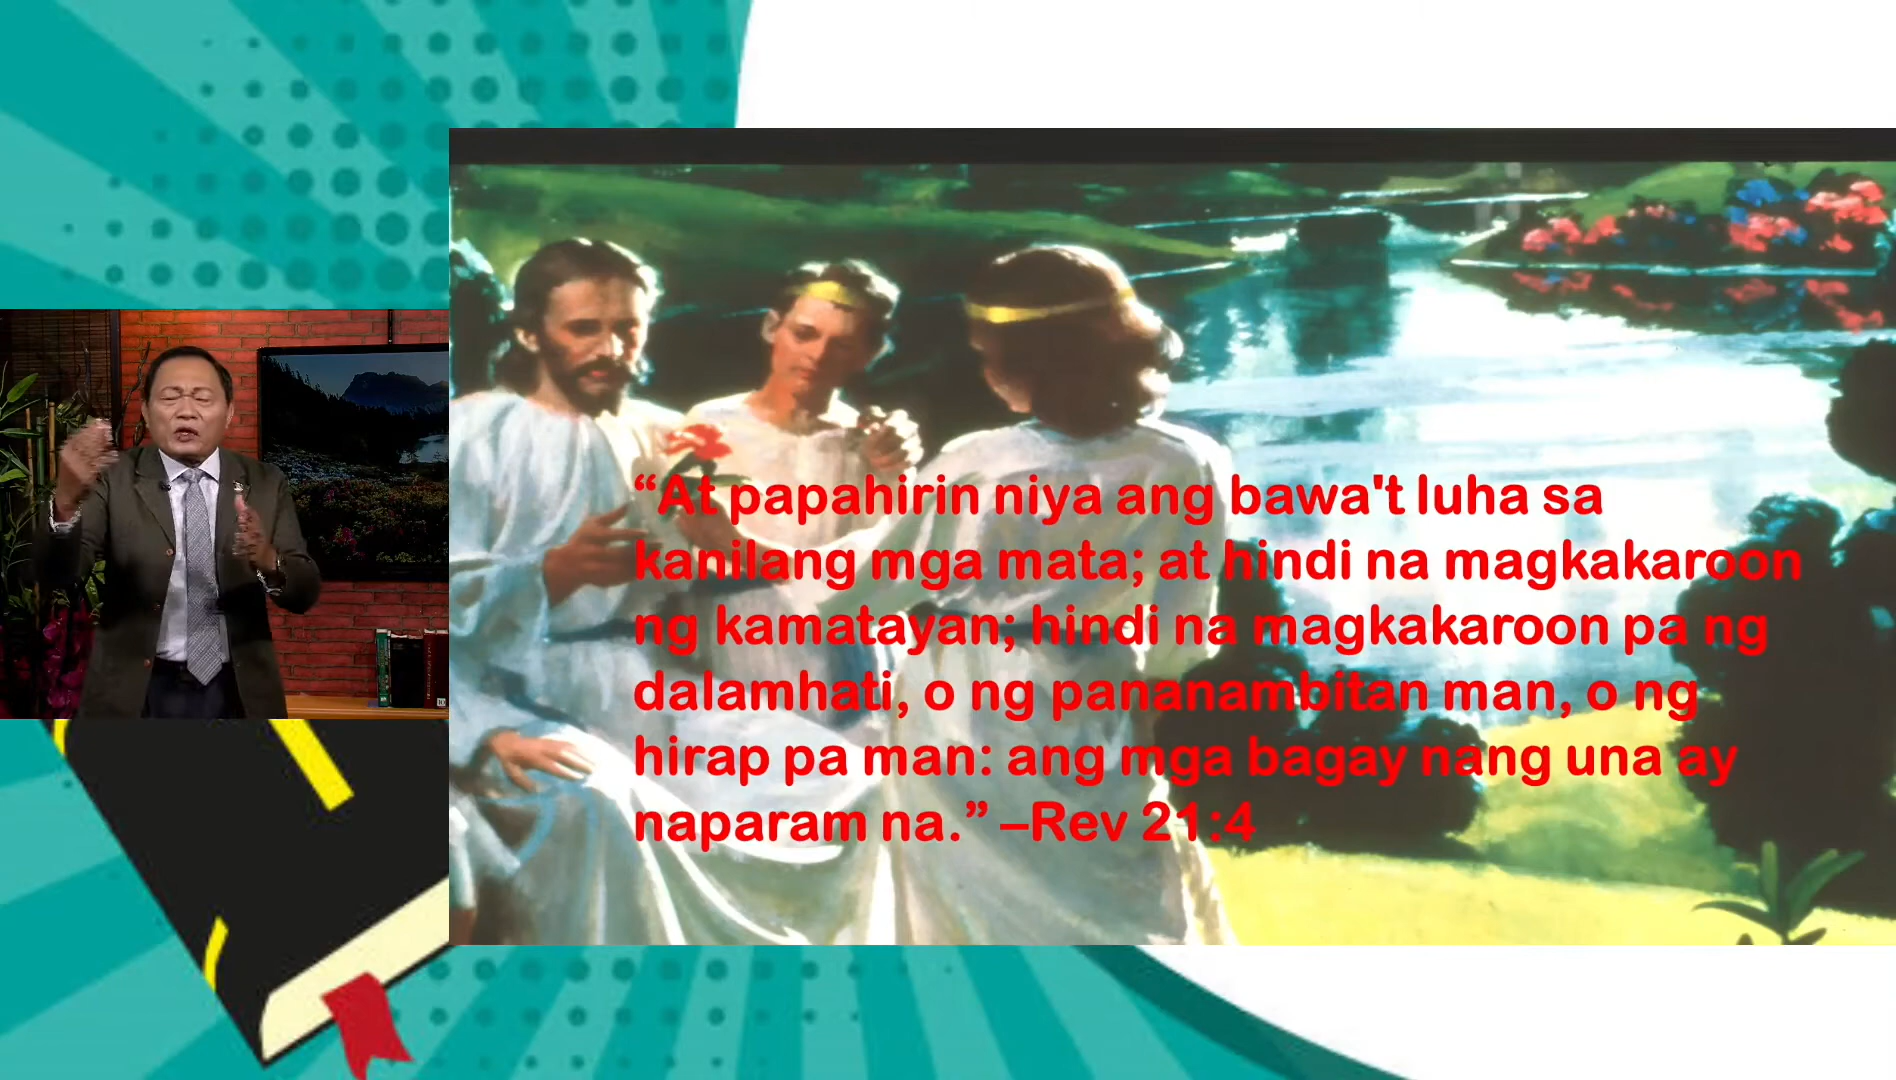 “At papahirin niya ang bawa't luha sa
kanilang mga mata; at hindi na magkakaroon
ng kamatayan; hindi na magkakaroon pa ng
dalamhati, o ng pananambitan man, o ng
hirap pa man: ang mga bagay nang una ay
naparam na.” –Rev 21:4